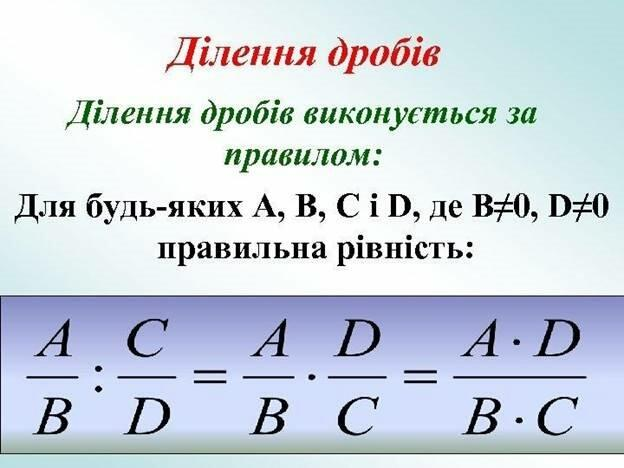 Ділення дробів
Ділення дробів виконується за
правилом:
Для будь-яких A, B, C і D, де B≠0, D≠0
правильна рівність:
A/B : C/D = A/B · D/C = A · D/B · C